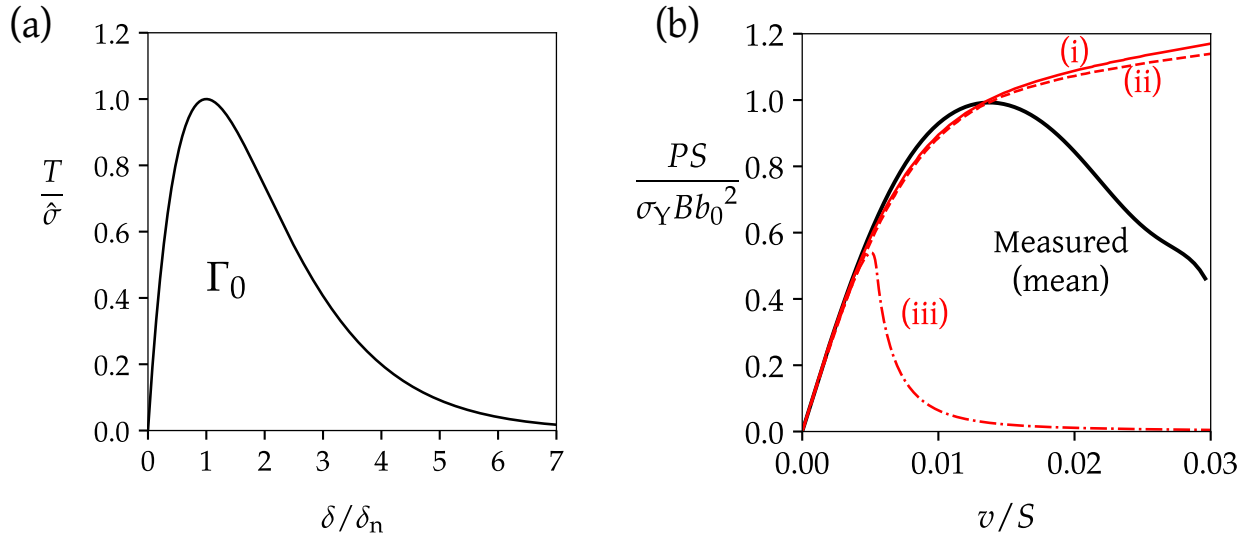 (a)
1.2
1.0
0.8
0.6
0.4
0.2
0.0
T/σ̂
Γ₀
0 1 2 3 4 5 6 7
δ/δₙ
(b)
1.2
1.0
0.8
0.6
0.4
0.2
0.0
PS/σ_Y Bb₀²
(i)
(ii)
(iii)
Measured
(mean)
0.00 0.01 0.02 0.03
v/S